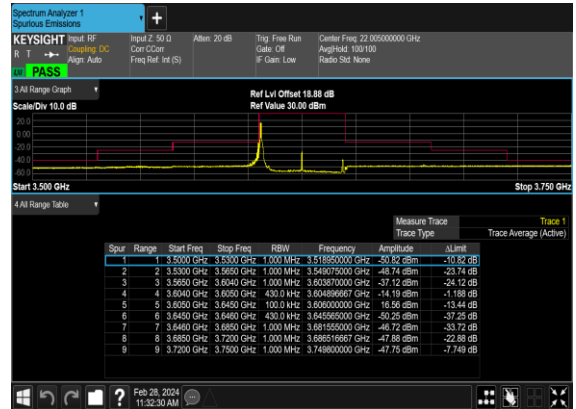 Spectrum Analyzer 1
Spurious Emissions
+
KEYSIGHT Input: RF Input Z: 50 Ω Atten: 20 dB Trig: Free Run Center Freq: 22.005000000 GHz
R T Coupling: DC Corr CCorr Gate: Off Avg|Hold: 100/100
Align: Auto Freq Ref: Int (S) IF Gain: Low Radio Std: None
PASS
3 All Range Graph
Ref Lvl Offset 18.88 dB
Scale/Div 10.0 dB Ref Value 30.00 dBm
20.0
0.00
-20.0
-40.0
-60.0
Start 3.500 GHz Stop 3.750 GHz
4 All Range Table
Measure Trace Trace 1
Trace Type Trace Average (Active)
Spur Range Start Freq Stop Freq RBW Frequency Amplitude ΔLimit
1 1 3.5000 GHz 3.5300 GHz 1.000 MHz 3.518950000 GHz -50.82 dBm -10.82 dB
2 2 3.5300 GHz 3.5650 GHz 1.000 MHz 3.549075000 GHz -48.74 dBm -23.74 dB
3 3 3.5650 GHz 3.6040 GHz 1.000 MHz 3.603870000 GHz -37.12 dBm -24.12 dB
4 4 3.6040 GHz 3.6050 GHz 430.0 kHz 3.604896667 GHz -14.19 dBm -1.188 dB
5 5 3.6050 GHz 3.6450 GHz 100.0 kHz 3.606000000 GHz 16.56 dBm -13.44 dB
6 6 3.6450 GHz 3.6460 GHz 430.0 kHz 3.645565000 GHz -50.25 dBm -37.25 dB
7 7 3.6460 GHz 3.6850 GHz 1.000 MHz 3.681555000 GHz -46.72 dBm -33.72 dB
8 8 3.6850 GHz 3.7200 GHz 1.000 MHz 3.686516667 GHz -47.88 dBm -22.88 dB
9 9 3.7200 GHz 3.7500 GHz 1.000 MHz 3.749800000 GHz -47.75 dBm -7.749 dB
? Feb 28, 2024
11:32:30 AM